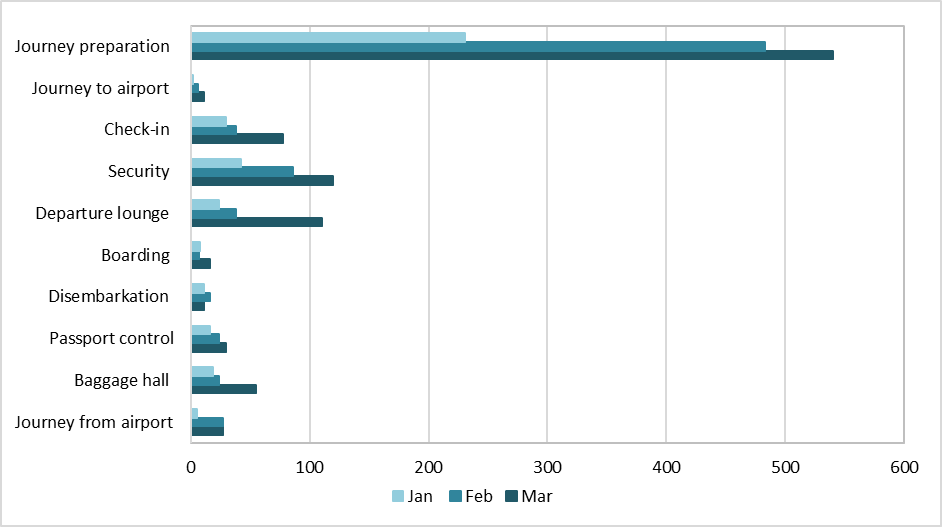 Journey preparation
Journey to airport
Check-in
Security
Departure lounge
Boarding
Disembarkation
Passport control
Baggage hall
Journey from airport
0 100 200 300 400 500 600
Jan Feb Mar